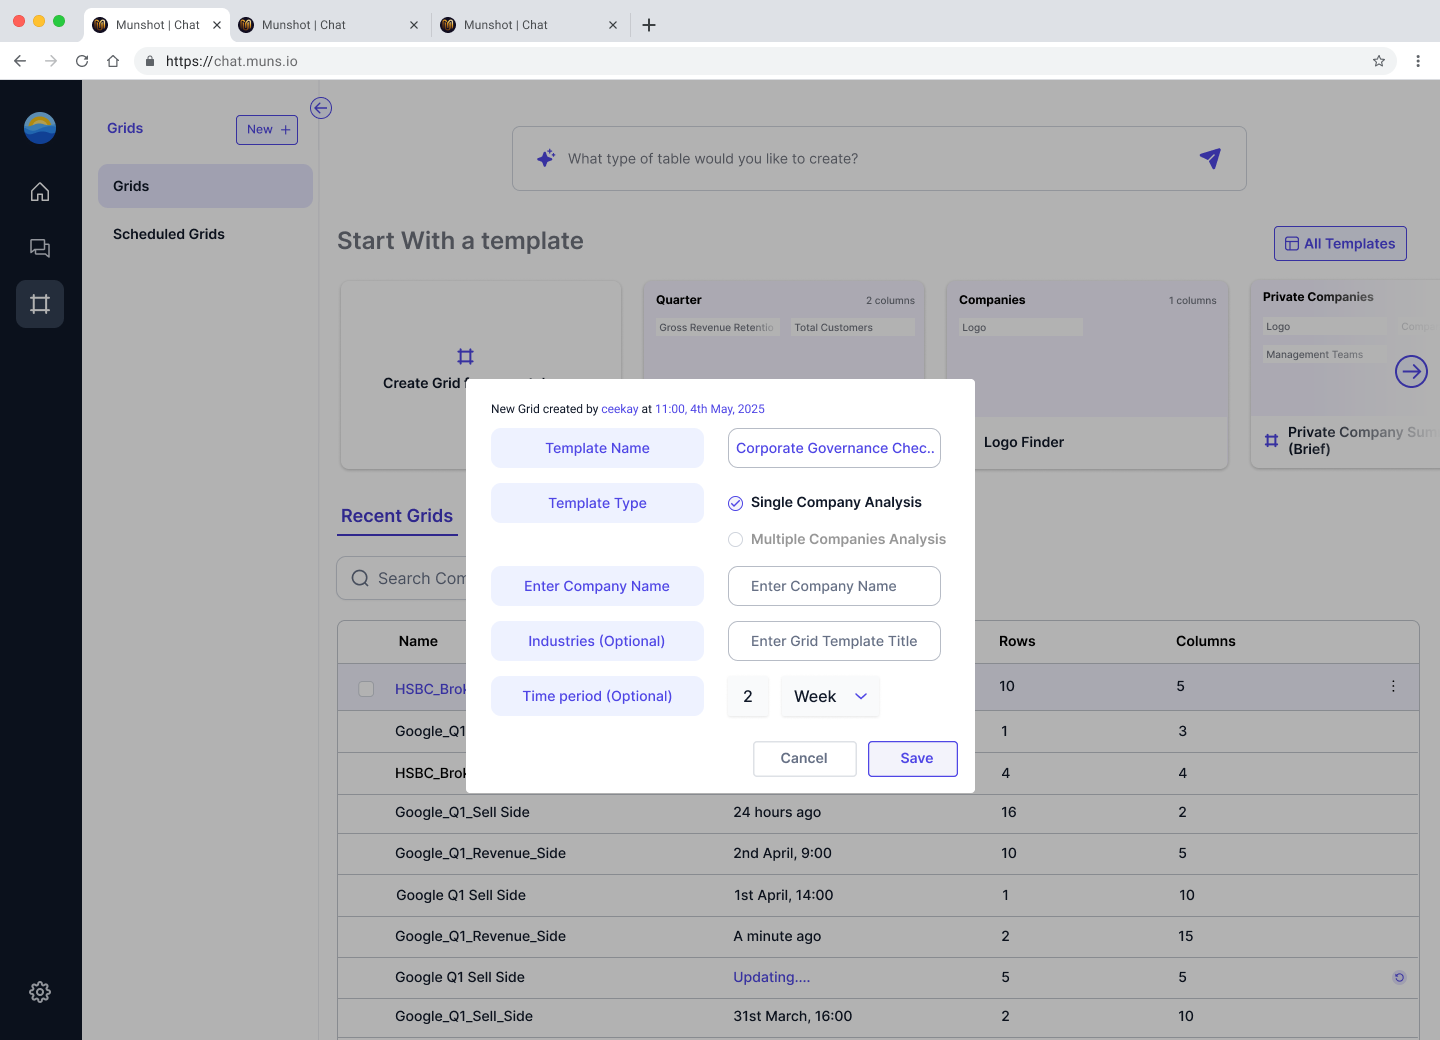 Munshot | Chat
Munshot | Chat
Munshot | Chat
https://chat.muns.io
Grids
New
Grids
Scheduled Grids
What type of table would you like to create?
Start With a template
All Templates
Create Grid
Quarter
2 columns
Gross Revenue Retentio
Total Customers
Companies
1 columns
Logo
Logo Finder
Private Companies
Logo
Comp
Management Teams
Private Company Sum
(Brief)
Recent Grids
Search Com
New Grid created by ceekay at 11:00, 4th May, 2025
Template Name
Corporate Governance Chec..
Template Type
Single Company Analysis
Multiple Companies Analysis
Enter Company Name
Enter Company Name
Industries (Optional)
Enter Grid Template Title
Time period (Optional)
2
Week
Cancel
Save
Name
Rows
Columns
HSBC_Brok
10
5
Google_Q1
1
3
HSBC_Brok
4
4
Google_Q1_Sell Side
24 hours ago
16
2
Google_Q1_Revenue_Side
2nd April, 9:00
10
5
Google Q1 Sell Side
1st April, 14:00
1
10
Google_Q1_Revenue_Side
A minute ago
2
15
Google Q1 Sell Side
Updating....
5
5
Google_Q1_Sell_Side
31st March, 16:00
2
10